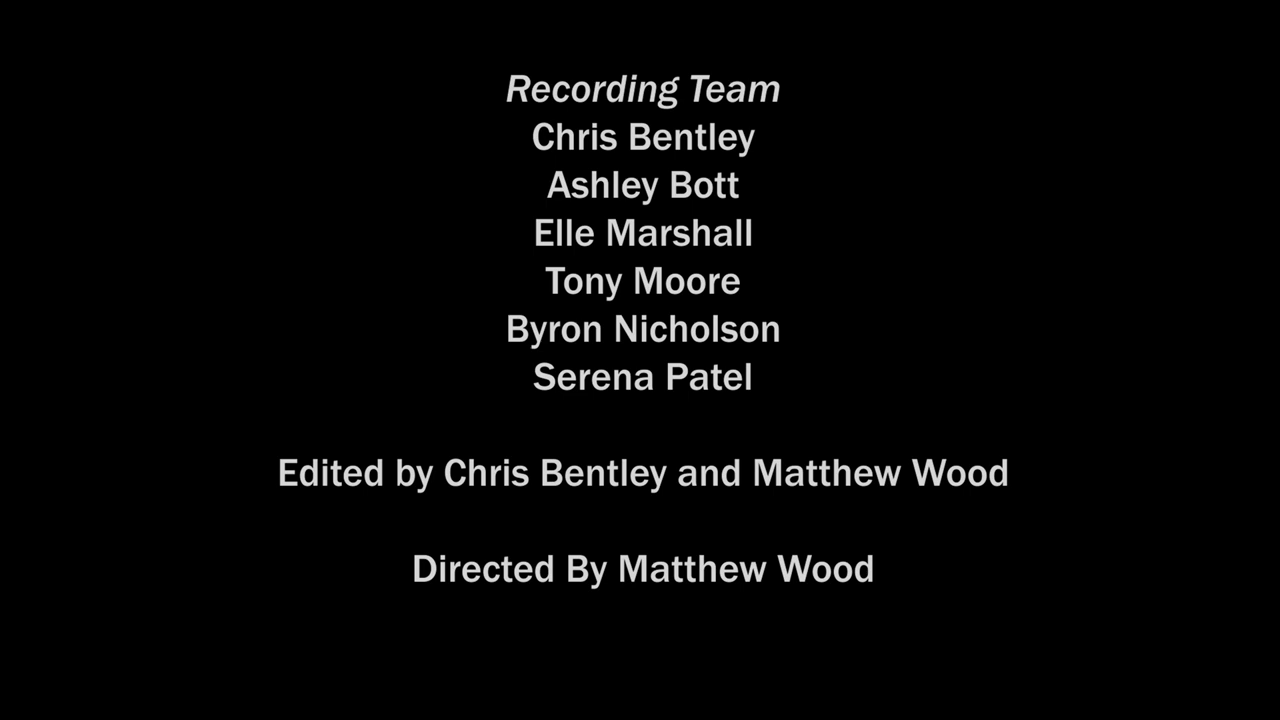 Recording Team
Chris Bentley
Ashley Bott
Elle Marshall
Tony Moore
Byron Nicholson
Serena Patel
Edited by Chris Bentley and Matthew Wood
Directed By Matthew Wood